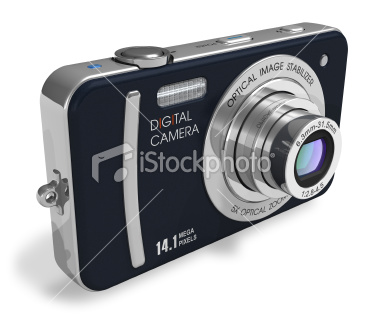 OPTICAL IMAGE STABILIZER
DIGITAL
CAMERA
iStockphoto
6.3mm-31.5mm
1:2.8-4.8
5X OPTICAL ZOOM
14.1 MEGA
PIXELS